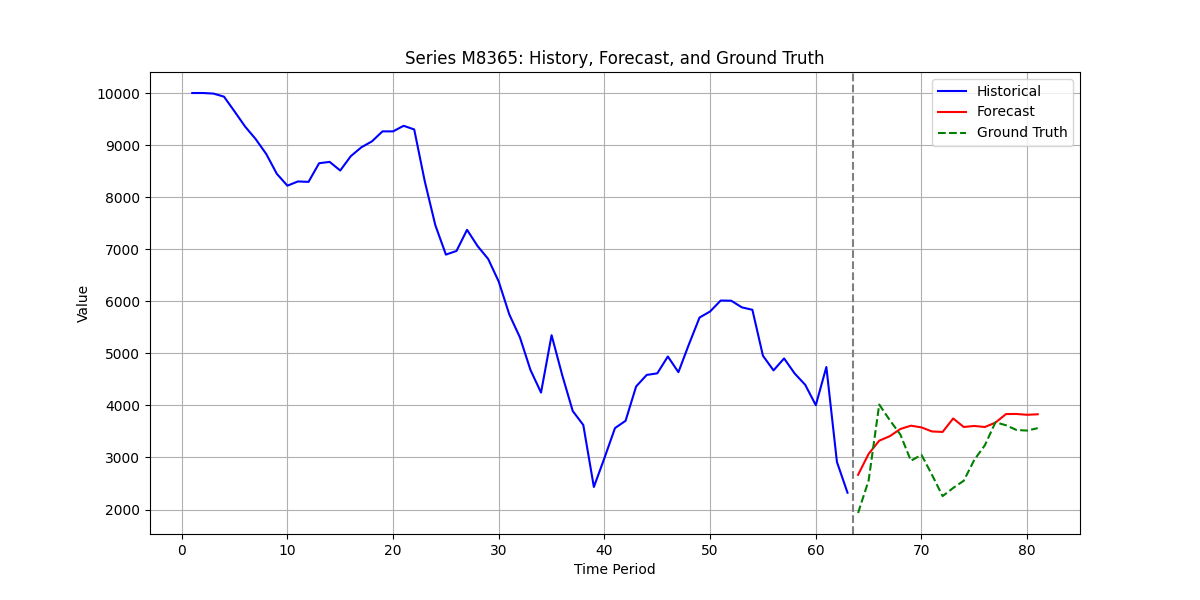 Series M8365: History, Forecast, and Ground Truth
Historical
Forecast
Ground Truth
10000
9000
8000
7000
6000
5000
4000
3000
2000
Value
0 10 20 30 40 50 60 70 80
Time Period